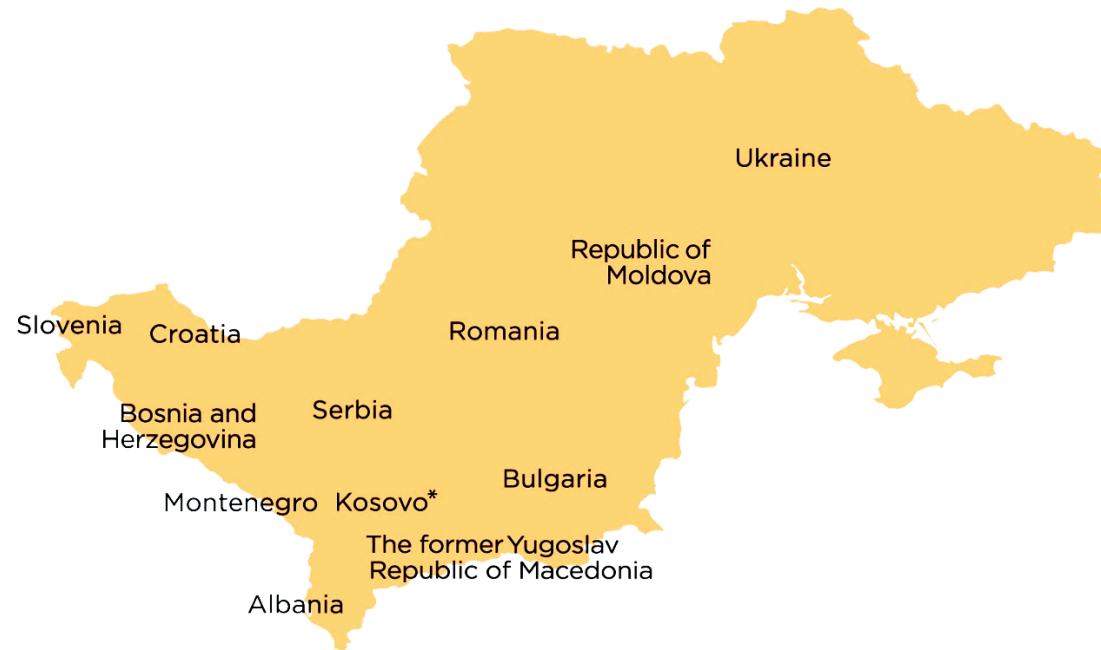 Ukraine
Republic of
Moldova
Slovenia
Croatia
Romania
Bosnia and
Herzegovina
Serbia
Bulgaria
Montenegro
Kosovo*
The former Yugoslav
Republic of Macedonia
Albania